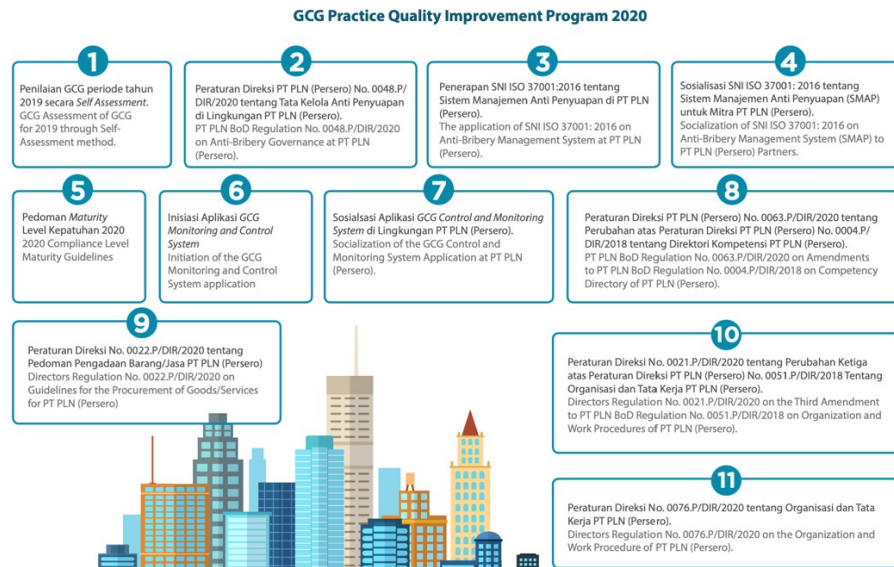 GCG Practice Quality Improvement Program 2020
1
Penilaian GCG periode tahun
2019 secara Self Assessment.
GCG Assessment of GCG
for 2019 through Self-
Assessment method.
2
Peraturan Direksi PT PLN (Persero) No. 0048.P/
DIR/2020 tentang Tata Kelola Anti Penyuapan
di Lingkungan PT PLN (Persero).
PT PLN BoD Regulation No. 0048.P/DIR/2020
on Anti-Bribery Governance at PT PLN
(Persero).
3
Penerapan SNI ISO 37001:2016 tentang
Sistem Manajemen Anti Penyuapan di PT PLN
(Persero).
The application of SNI ISO 37001: 2016 on
Anti-Bribery Management System at PT PLN
(Persero).
4
Sosialisasi SNI ISO 37001: 2016 tentang
Sistem Manajemen Anti Penyuapan (SMAP)
untuk Mitra PT PLN (Persero).
Socialization of SNI ISO 37001: 2016 on
Anti-Bribery Management System (SMAP) to
PT PLN (Persero) Partners.
5
Pedoman Maturity
Level Kepatuhan 2020
2020 Compliance Level
Maturity Guidelines
6
Inisiasi Aplikasi GCG
Monitoring and Control
System
Initiation of the GCG
Monitoring and Control
System application
7
Sosialsasi Aplikasi GCG Control and Monitoring
System di Lingkungan PT PLN (Persero).
Socialization of the GCG Control and
Monitoring System Application at PT PLN
(Persero).
8
Peraturan Direksi PT PLN (Persero) No. 0063.P/DIR/2020 tentang
Perubahan atas Peraturan Direksi PT PLN (Persero) No. 0004.P/
DIR/2018 tentang Direktori Kompetensi PT PLN (Persero).
PT PLN BoD Regulation No. 0063.P/DIR/2020 on Amendments
to PT PLN BoD Regulation No. 0004.P/DIR/2018 on Competency
Directory of PT PLN (Persero).
9
Peraturan Direksi No. 0022.P/DIR/2020 tentang
Pedoman Pengadaan Barang/Jasa PT PLN (Persero)
Directors Regulation No. 0022.P/DIR/2020 on
Guidelines for the Procurement of Goods/Services
for PT PLN (Persero)
10
Peraturan Direksi No. 0021.P/DIR/2020 tentang Perubahan Ketiga
atas Peraturan Direksi PT PLN (Persero) No. 0051.P/DIR/2018 Tentang
Organisasi dan Tata Kerja PT PLN (Persero).
Directors Regulation No. 0021.P/DIR/2020 on the Third Amendment
to PT PLN BoD Regulation No. 0051.P/DIR/2018 on Organization and
Work Procedures of PT PLN (Persero).
11
Peraturan Direksi No. 0076.P/DIR/2020 tentang Organisasi dan Tata
Kerja PT PLN (Persero).
Directors Regulation No. 0076.P/DIR/2020 on the Organization and
Work Procedure of PT PLN (Persero).